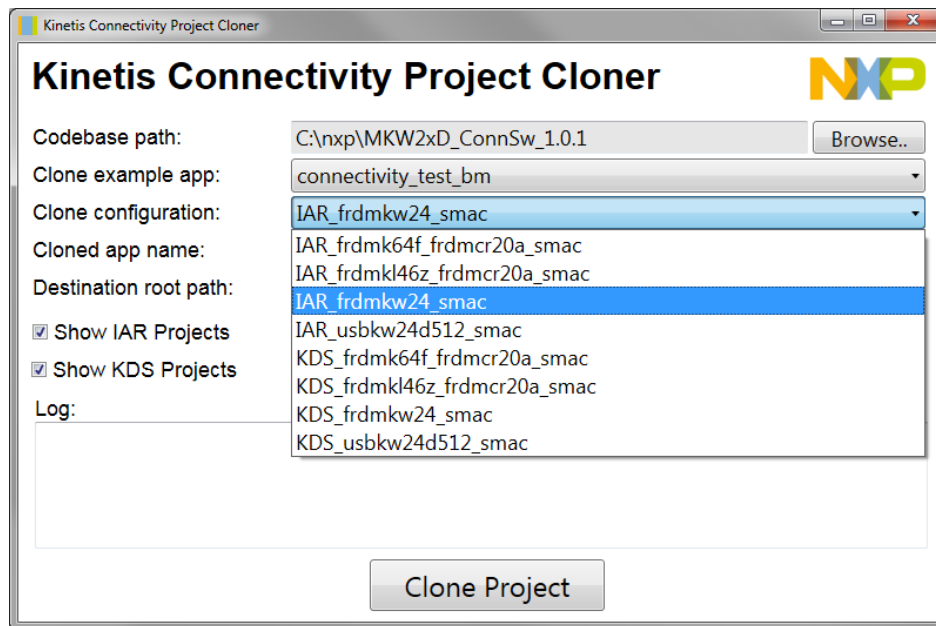 Kinetis Connectivity Project Cloner
Kinetis Connectivity Project Cloner
NXP
Codebase path:
C:\nxp\MKW2xD_ConnSw_1.0.1
Browse..
Clone example app:
connectivity_test_bm
Clone configuration:
IAR_frdmkw24_smac
Cloned app name:
Destination root path:
IAR_frdmk64f_frdmcr20a_smac
IAR_frdmkl46z_frdmcr20a_smac
IAR_frdmkw24_smac
IAR_usbkw24d512_smac
KDS_frdmk64f_frdmcr20a_smac
KDS_frdmkl46z_frdmcr20a_smac
KDS_frdmkw24_smac
KDS_usbkw24d512_smac
Show IAR Projects
Show KDS Projects
Log:
Clone Project